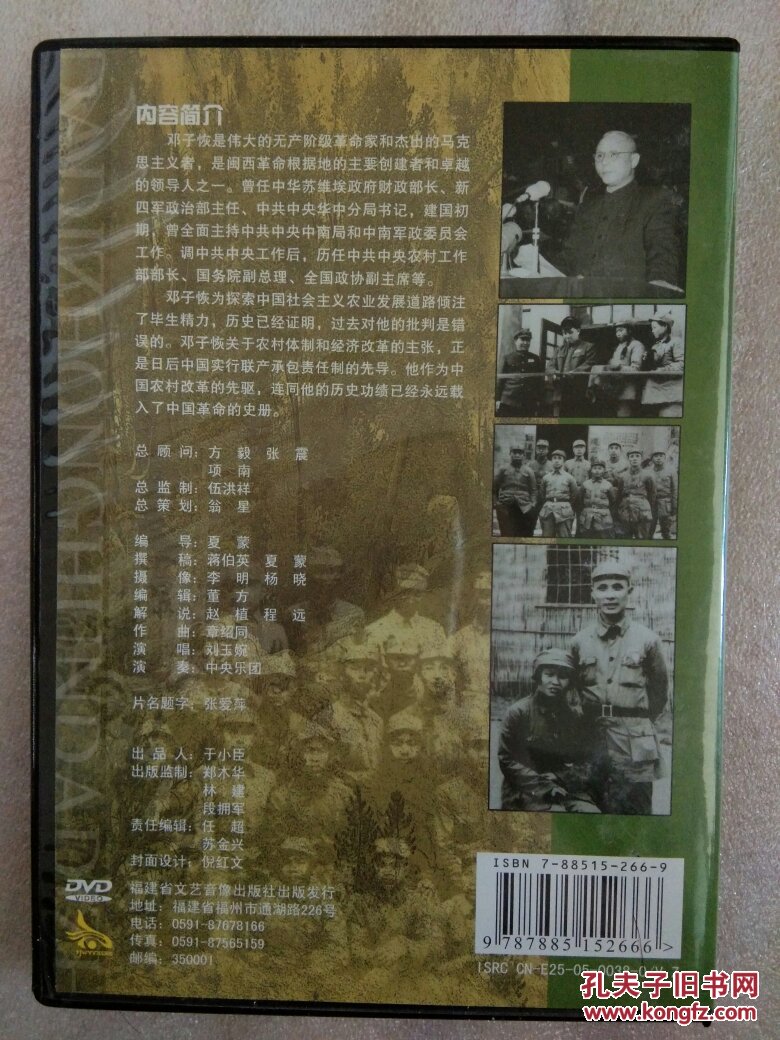 内容简介
邓子恢是伟大的无产阶级革命家和杰出的马克
思主义者，是闽西革命根据地的主要创建者和卓越
的领导人之一。曾任中华苏维埃政府财政部长、新
四军政治部主任、中共中央华中分局书记，建国初
期，曾全面主持中共中央中南局和中南军政委员会
工作。调中共中央工作后，历任中共中央农村工作
部部长、国务院副总理、全国政协副主席等。
邓子恢为探索中国社会主义农业发展道路倾注
了毕生精力，历史已经证明，过去对他的批判是错
误的。邓子恢关于农村体制和经济改革的主张，正
是日后中国实行联产承包责任制的先导。他作为中
国农村改革的先驱，连同他的历史功绩已经永远载
入了中国革命的史册。
总顾问：方毅 张震
项南
总监制：伍洪祥
总策划：翁星
编导：夏蒙
撰稿：蒋伯英 夏蒙
摄像：李明 杨晓
编辑：董方
解说：赵植 程远
作曲：章绍同
演唱：刘玉婉
演奏：中央乐团
片名题字：张爱萍
出品人：于小臣
出版监制：郑木华
林建
段拥军
责任编辑：任超
苏金兴
封面设计：倪红文
DVD
VIDEO
福建省文艺音像出版社出版发行
地址：福建省福州市通湖路226号
电话：0591-87678166
传真：0591-87565159
邮编：350001
ISBN 7-88515-266-9
9 787885 152666 >
ISRC CN-E25-05-
孔夫子旧书网
www.kongfz.com